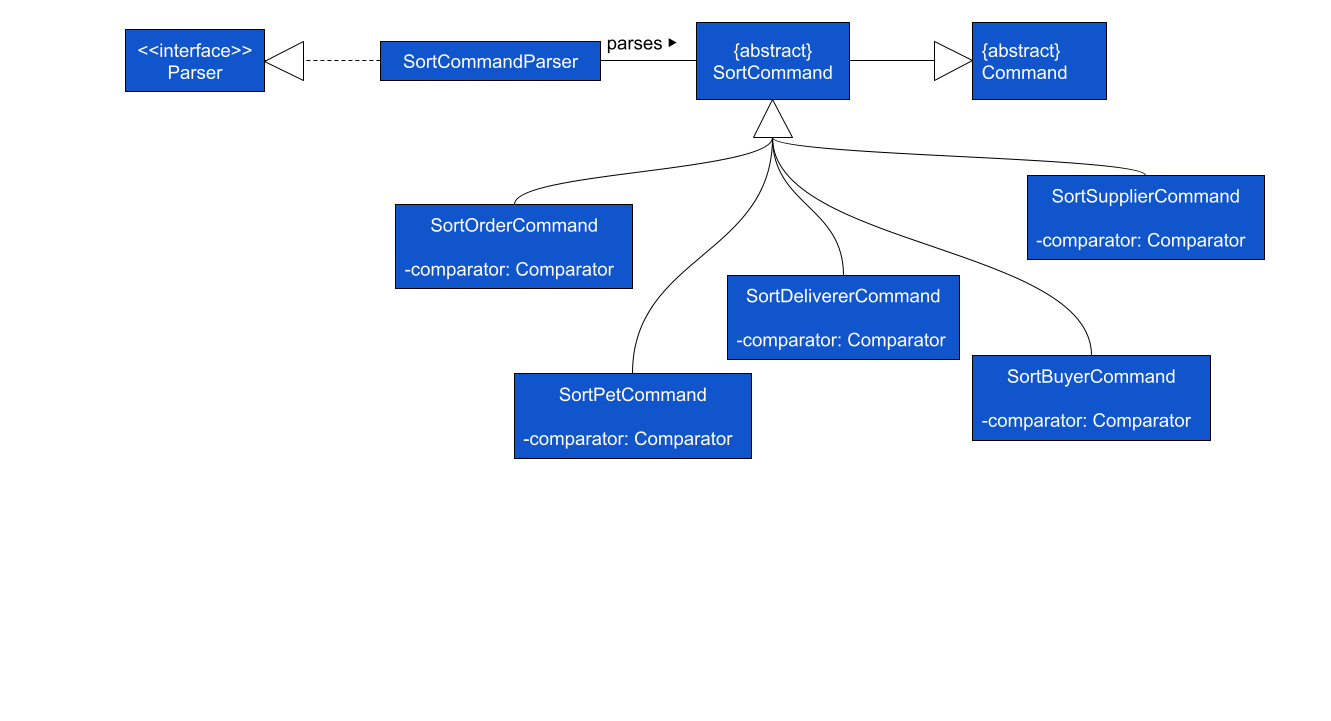 <<interface>>
Parser
SortCommandParser
parses ▶
{abstract}
SortCommand
{abstract}
Command
SortOrderCommand
-comparator: Comparator
SortPetCommand
-comparator: Comparator
SortDelivererCommand
-comparator: Comparator
SortBuyerCommand
-comparator: Comparator
SortSupplierCommand
-comparator: Comparator